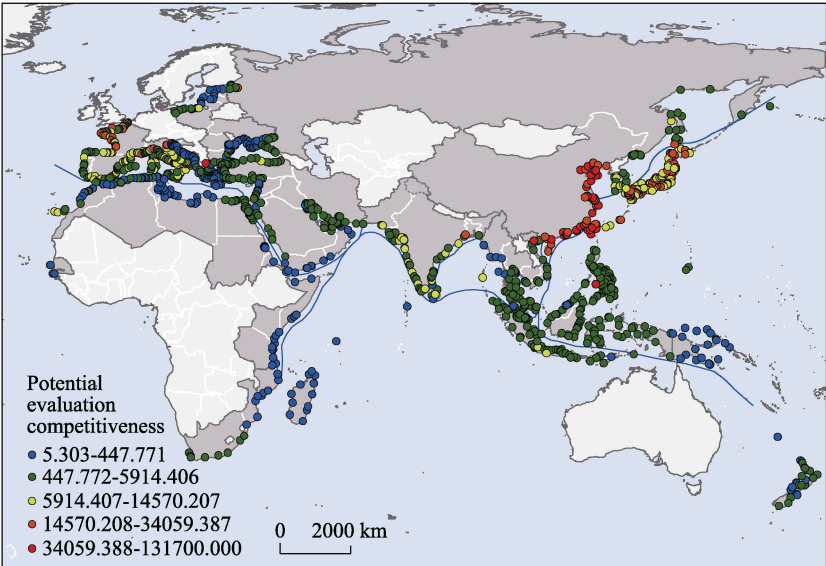 Potential
evaluation
competitiveness
5.303-447.771
447.772-5914.406
5914.407-14570.207
14570.208-34059.387
34059.388-131700.000
0 2000 km